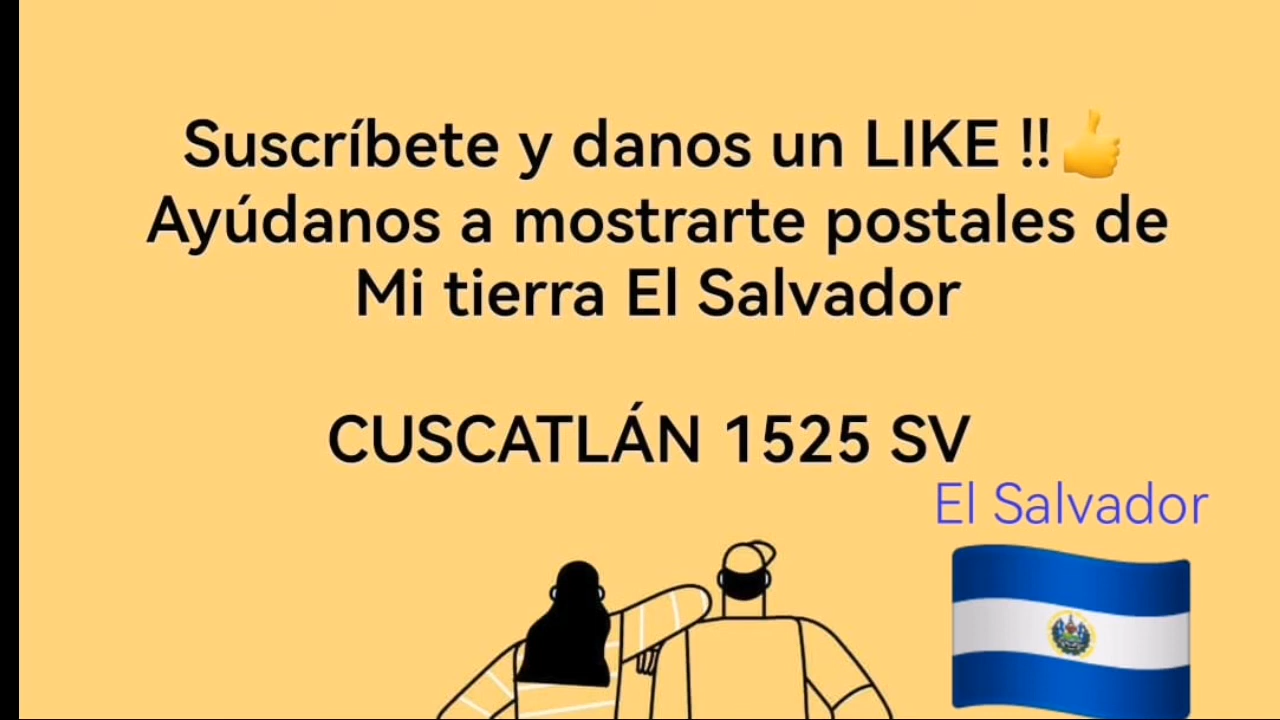 Suscríbete y danos un LIKE !!👍
Ayúdanos a mostrarte postales de
Mi tierra El Salvador
CUSCATLÁN 1525 SV
El Salvador